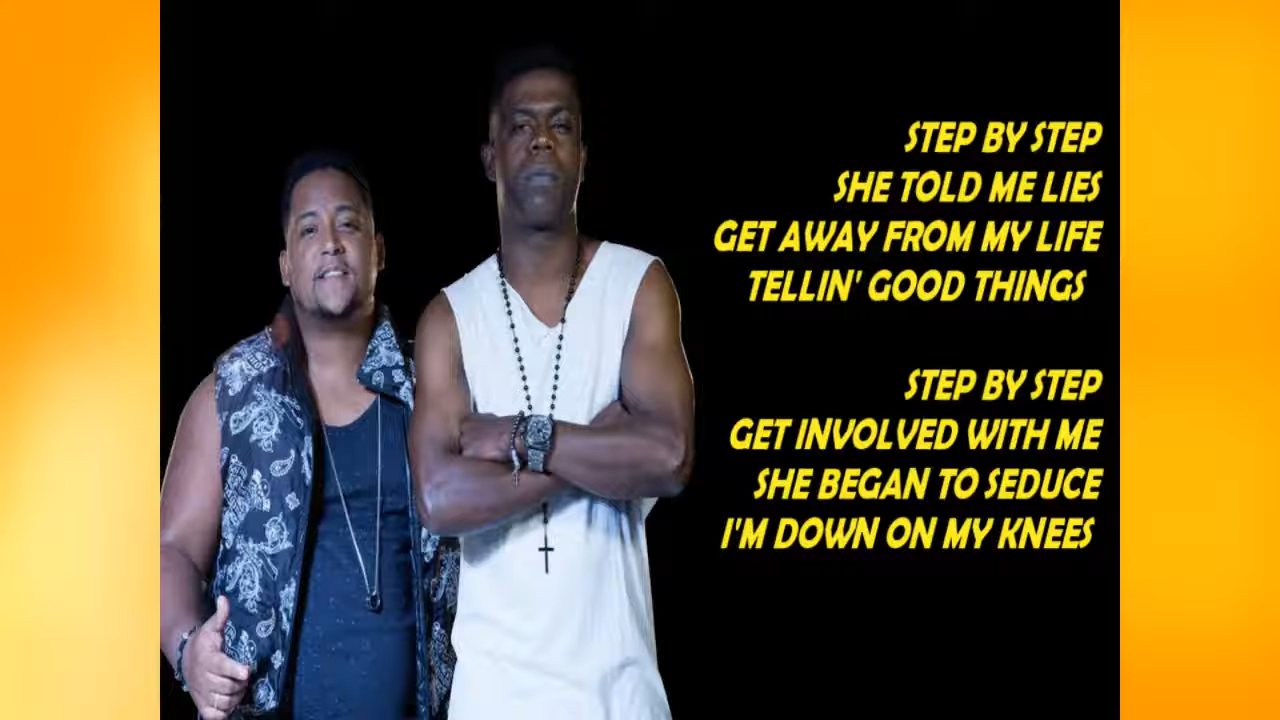 STEP BY STEP
SHE TOLD ME LIES
GET AWAY FROM MY LIFE
TELLIN' GOOD THINGS
STEP BY STEP
GET INVOLVED WITH ME
SHE BEGAN TO SEDUCE
I'M DOWN ON MY KNEES